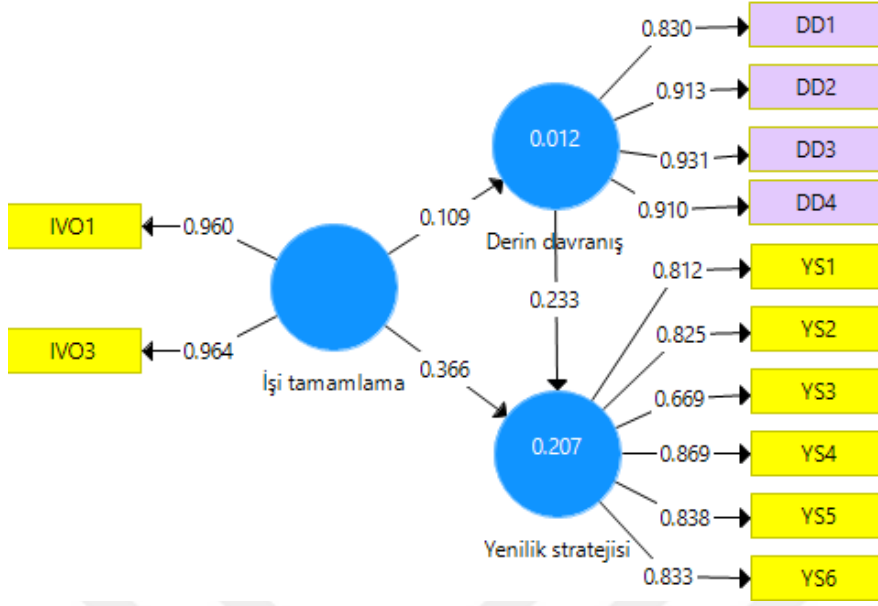 0.830
DD1
0.913
DD2
0.012
0.931
DD3
0.910
DD4
Derin davranış
0.109
IVO1
0.960
0.233
0.812
YS1
0.825
YS2
IVO3
0.964
İşi tamamlama
0.366
0.669
YS3
0.207
0.869
YS4
0.838
YS5
Yenilik stratejisi
0.833
YS6